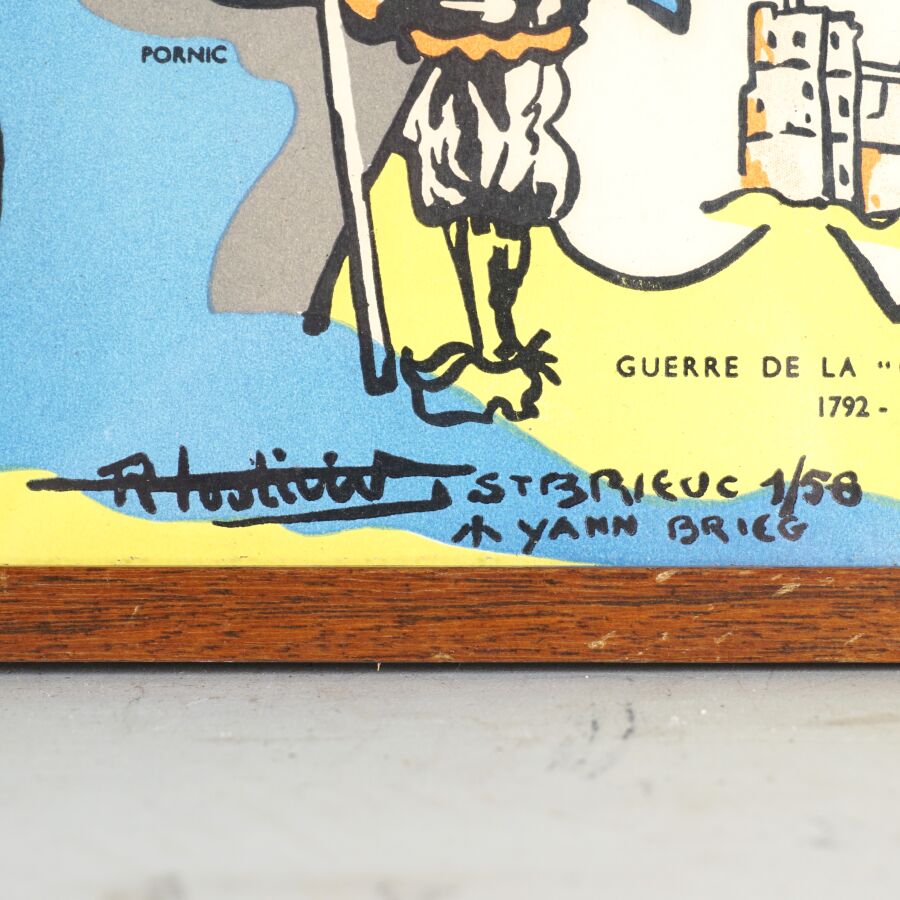 PORNIC
GUERRE DE LA "
1792 -
ST BRIEUC 1/58
YANN BRIEG